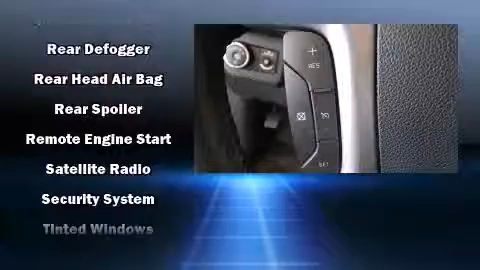 Rear Defogger
Rear Head Air Bag
Rear Spoiler
Remote Engine Start
Satellite Radio
Security System
Tinted Windows
+
RES
SET